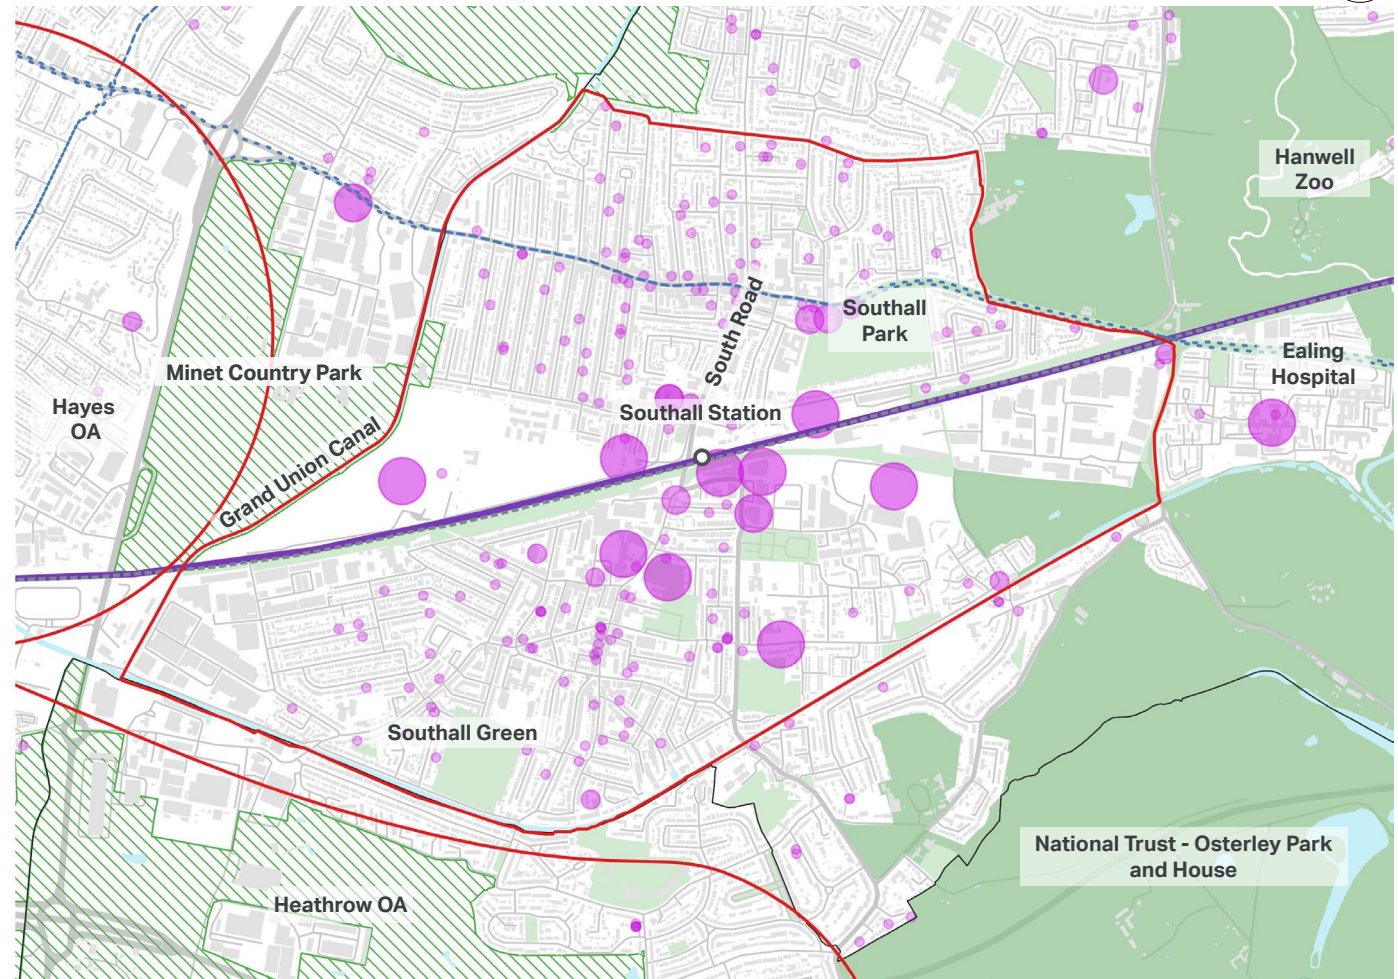 Hanwell
Zoo
South Road
Southall
Park
Ealing
Hospital
Minet Country Park
Hayes
OA
Southall Station
Grand Union Canal
Southall Green
National Trust - Osterley Park
and House
Heathrow OA